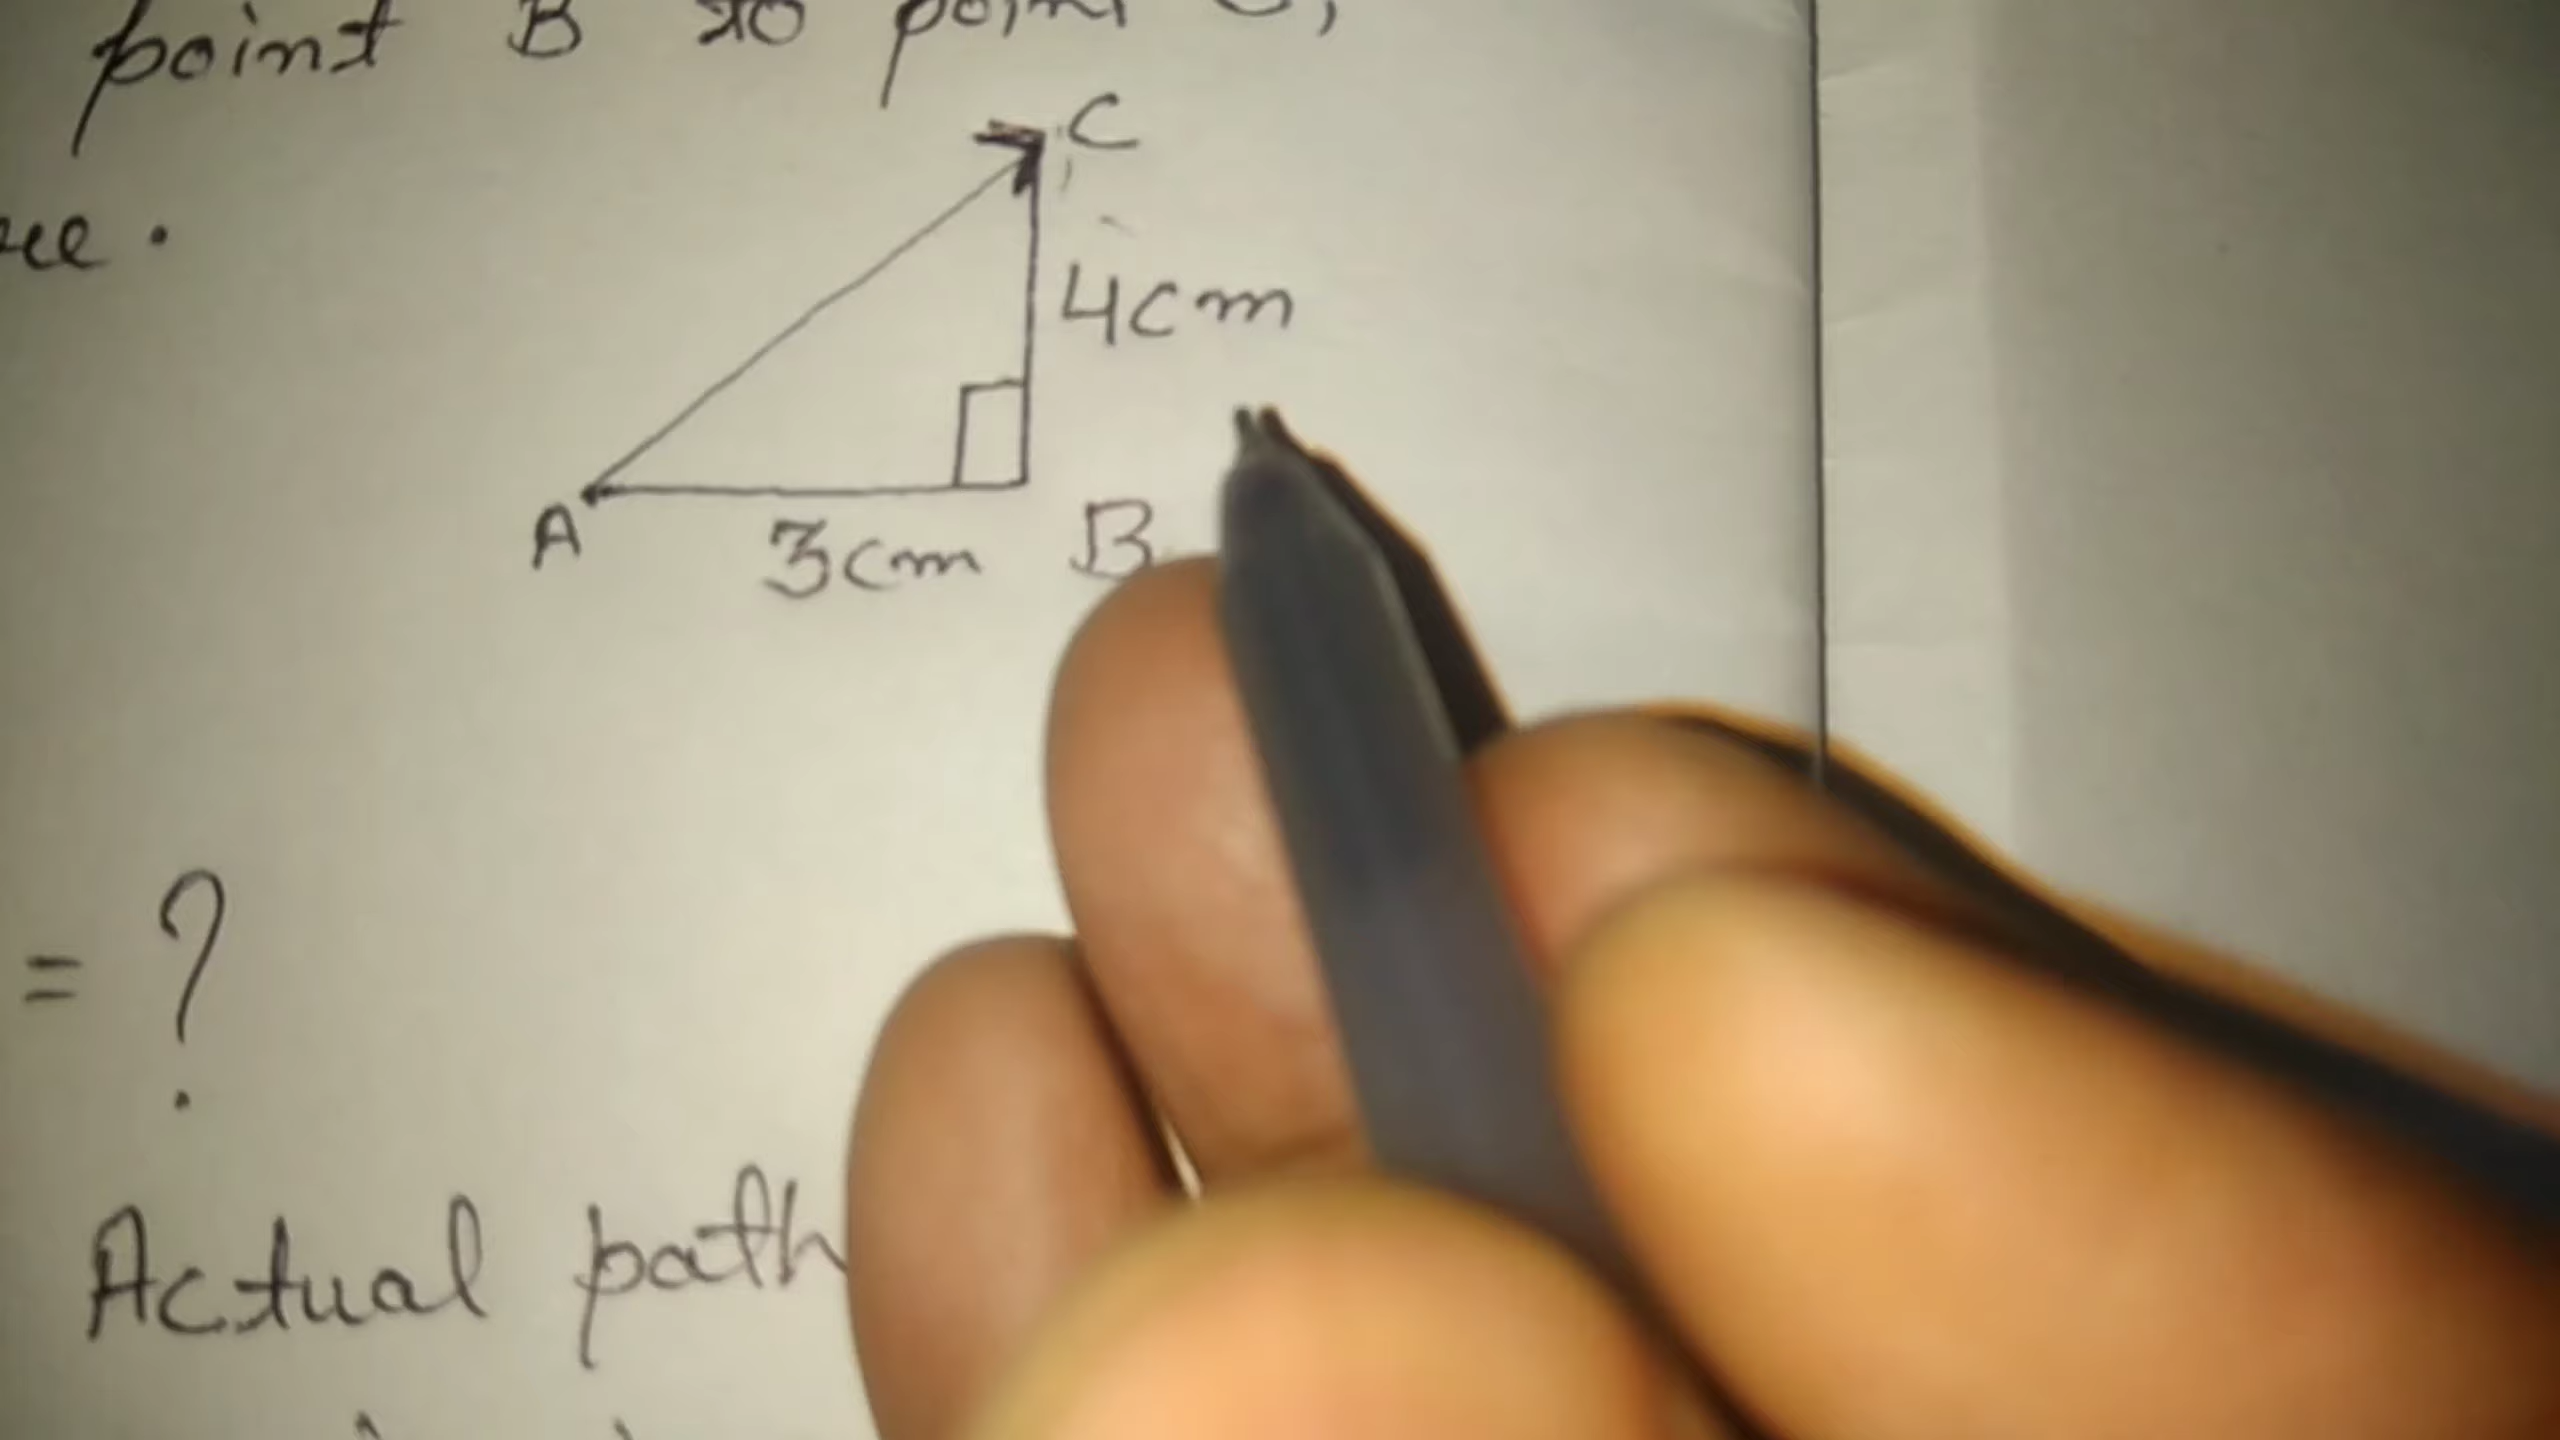 point B to point
C
4cm
A
3cm
B
= ?
Actual path